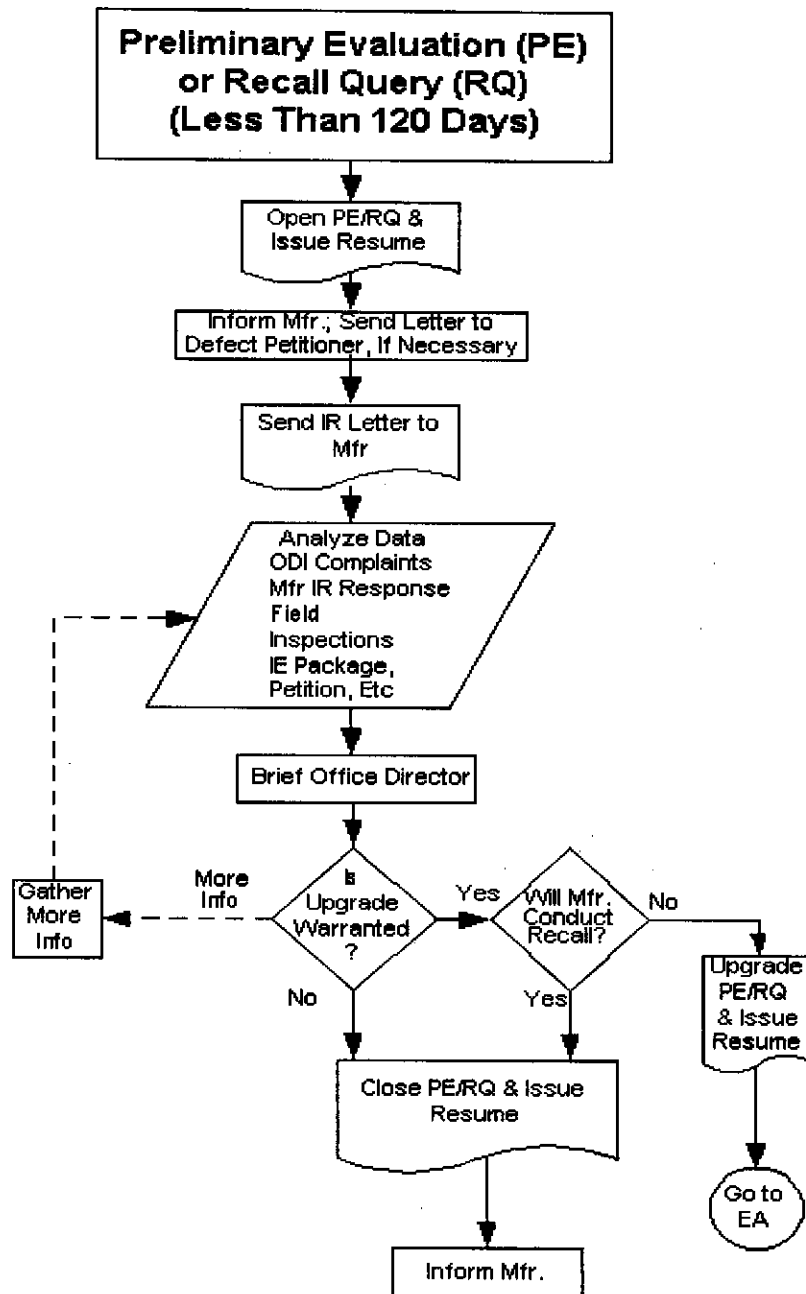 Preliminary Evaluation (PE)
or Recall Query (RQ)
(Less Than 120 Days)
Open PE/RQ &
Issue Resume
Inform Mfr.; Send Letter to
Defect Petitioner, If Necessary
Send IR Letter to
Mfr
Analyze Data
ODI Complaints
Mfr IR Response
Field
Inspections
IE Package,
Petition, Etc
Brief Office Director
Gather
More
Info
More
Info
Is
Upgrade
Warranted
?
Yes
Will Mfr.
Conduct
Recall?
No
Upgrade
PE/RQ
& Issue
Resume
No
Yes
Close PE/RQ & Issue
Resume
Go to
EA
Inform Mfr.